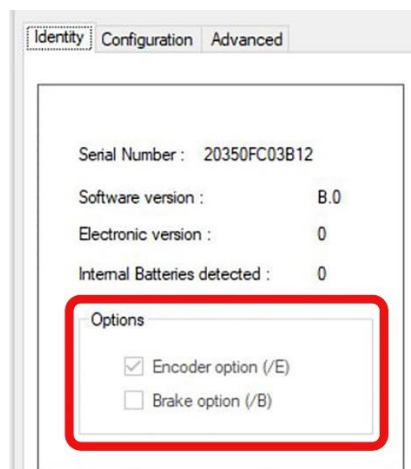 Identity Configuration Advanced
Serial Number : 20350FC03B12
Software version : B.0
Electronic version : 0
Internal Batteries detected : 0
Options
Encoder option (/E)
Brake option (/B)